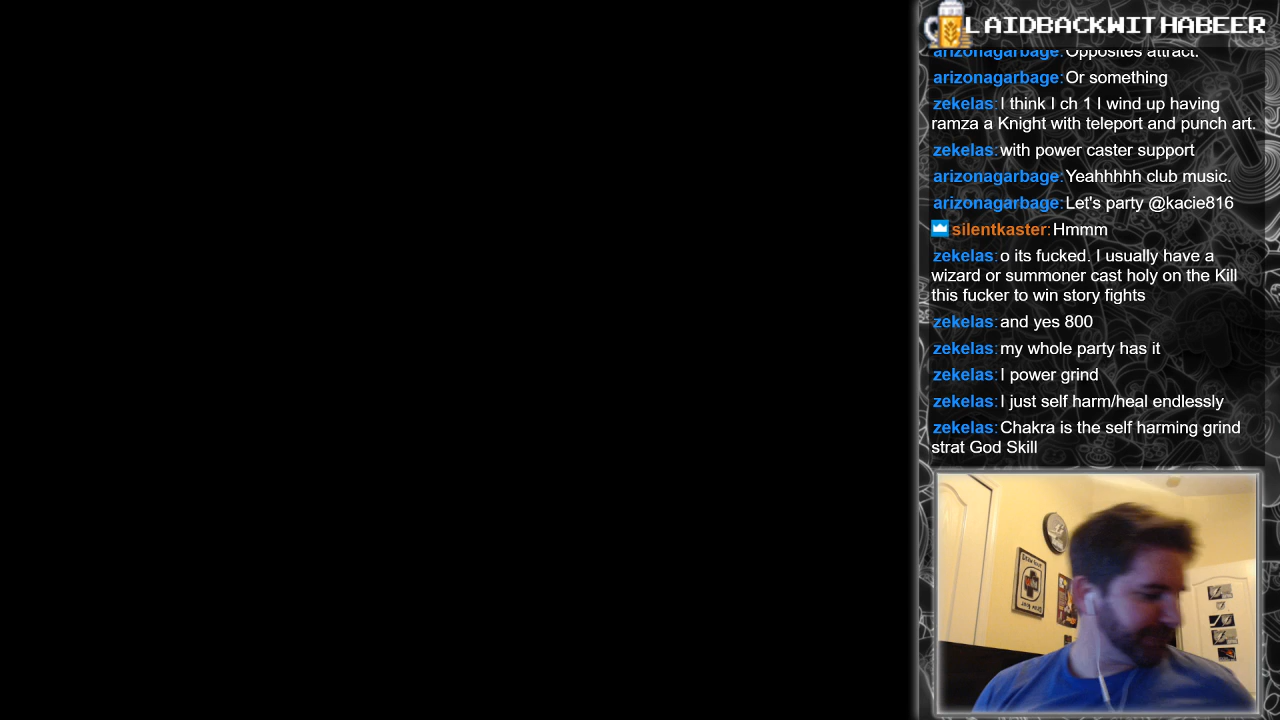 LAIDBACKWITHABEER
arizonagarbage: Opposites attract.
arizonagarbage: Or something
zekelas: I think I ch 1 I wind up having
ramza a Knight with teleport and punch art.
zekelas: with power caster support
arizonagarbage: Yeahhhhh club music.
arizonagarbage: Let's party @kacie816
silentkaster: Hmmm
zekelas: o its fucked. I usually have a
wizard or summoner cast holy on the Kill
this fucker to win story fights
zekelas: and yes 800
zekelas: my whole party has it
zekelas: I power grind
zekelas: I just self harm/heal endlessly
zekelas: Chakra is the self harming grind
strat God Skill